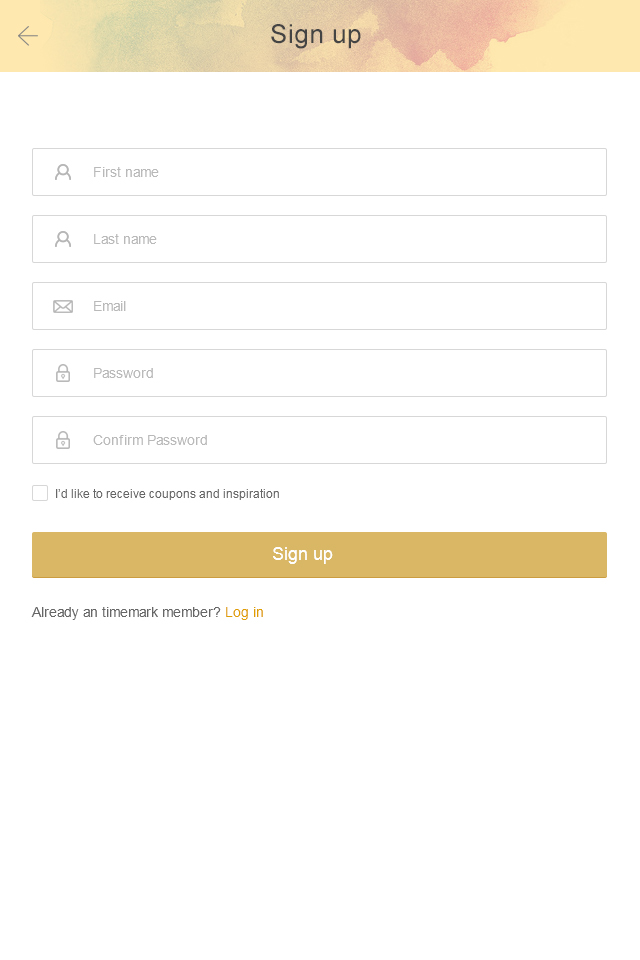 Sign up
First name
Last name
Email
Password
Confirm Password
I'd like to receive coupons and inspiration
Sign up
Already an timemark member? Log in